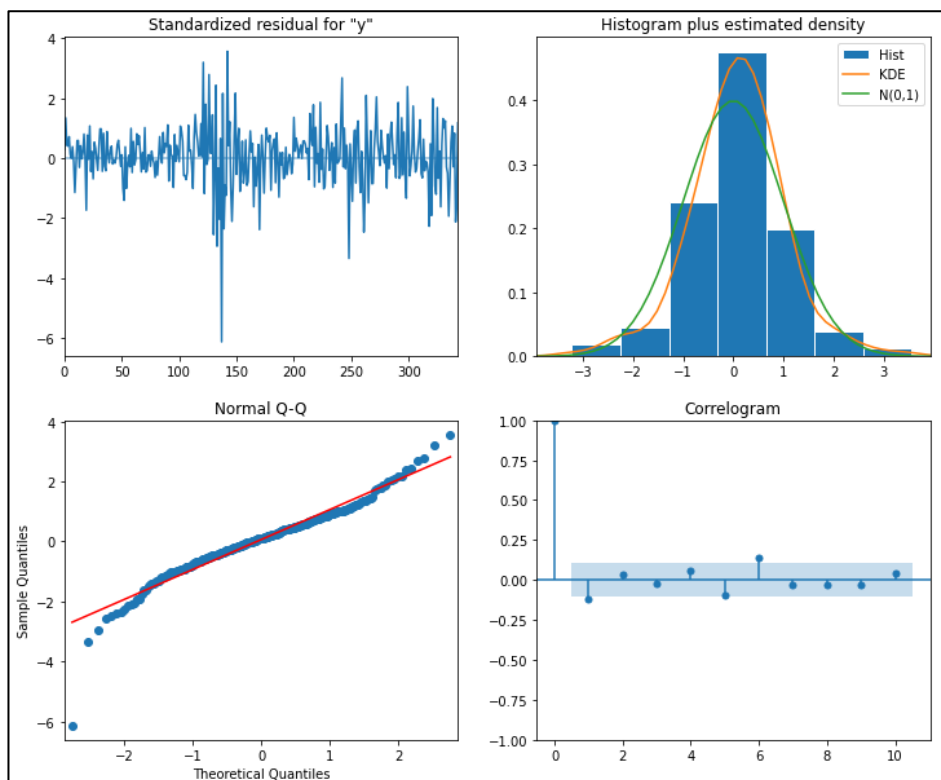 Standardized residual for "y"
4
2
0
−2
−4
−6
0 50 100 150 200 250 300
Histogram plus estimated density
Hist
KDE
N(0,1)
0.4
0.3
0.2
0.1
0.0
−3 −2 −1 0 1 2 3
Normal Q-Q
Sample Quantiles
4
2
0
−2
−4
−6
−2 −1 0 1 2
Theoretical Quantiles
Correlogram
1.00
0.75
0.50
0.25
0.00
−0.25
−0.50
−0.75
−1.00
0 2 4 6 8 10